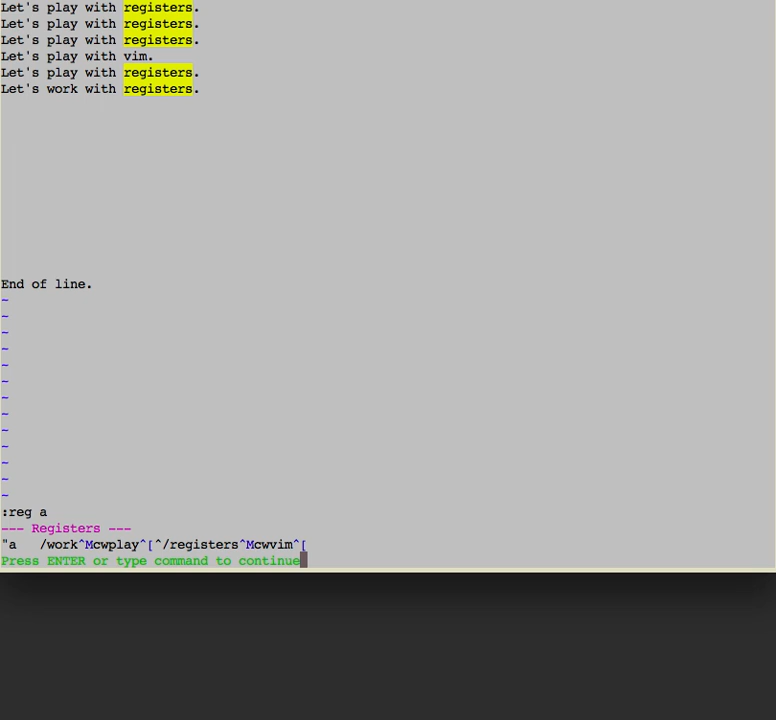 Let's play with registers.
Let's play with registers.
Let's play with registers.
Let's play with vim.
Let's play with registers.
Let's work with registers.
End of line.
~
~
~
~
~
~
~
~
~
~
~
~
~
:reg a
--- Registers ---
"a   /work^Mcwplay^[^/registers^Mcwvim^[
Press ENTER or type command to continue